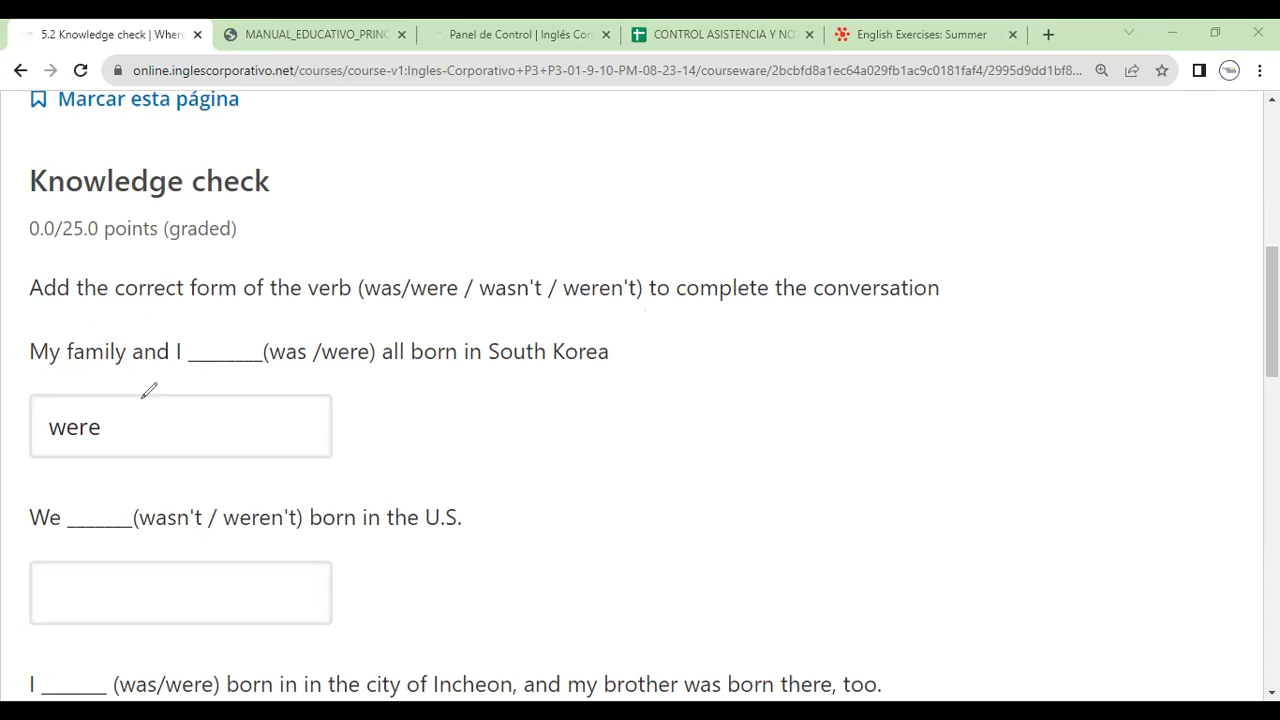 5.2 Knowledge check | Where
MANUAL_EDUCATIVO_PRINC
Panel de Control | Inglés Cor
CONTROL ASISTENCIA Y NO
English Exercises: Summer
online.inglescorporativo.net/courses/course-v1:Ingles-Corporativo+P3+P3-01-9-10-PM-08-23-14/courseware/2bcbfd8a1ec64a029fb1ac9c0181faf4/2995d9dd1bf8...
Marcar esta página
Knowledge check
0.0/25.0 points (graded)
Add the correct form of the verb (was/were / wasn't / weren't) to complete the conversation
My family and I ________(was /were) all born in South Korea
were
We _______(wasn't / weren't) born in the U.S.
I _______ (was/were) born in in the city of Incheon, and my brother was born there, too.